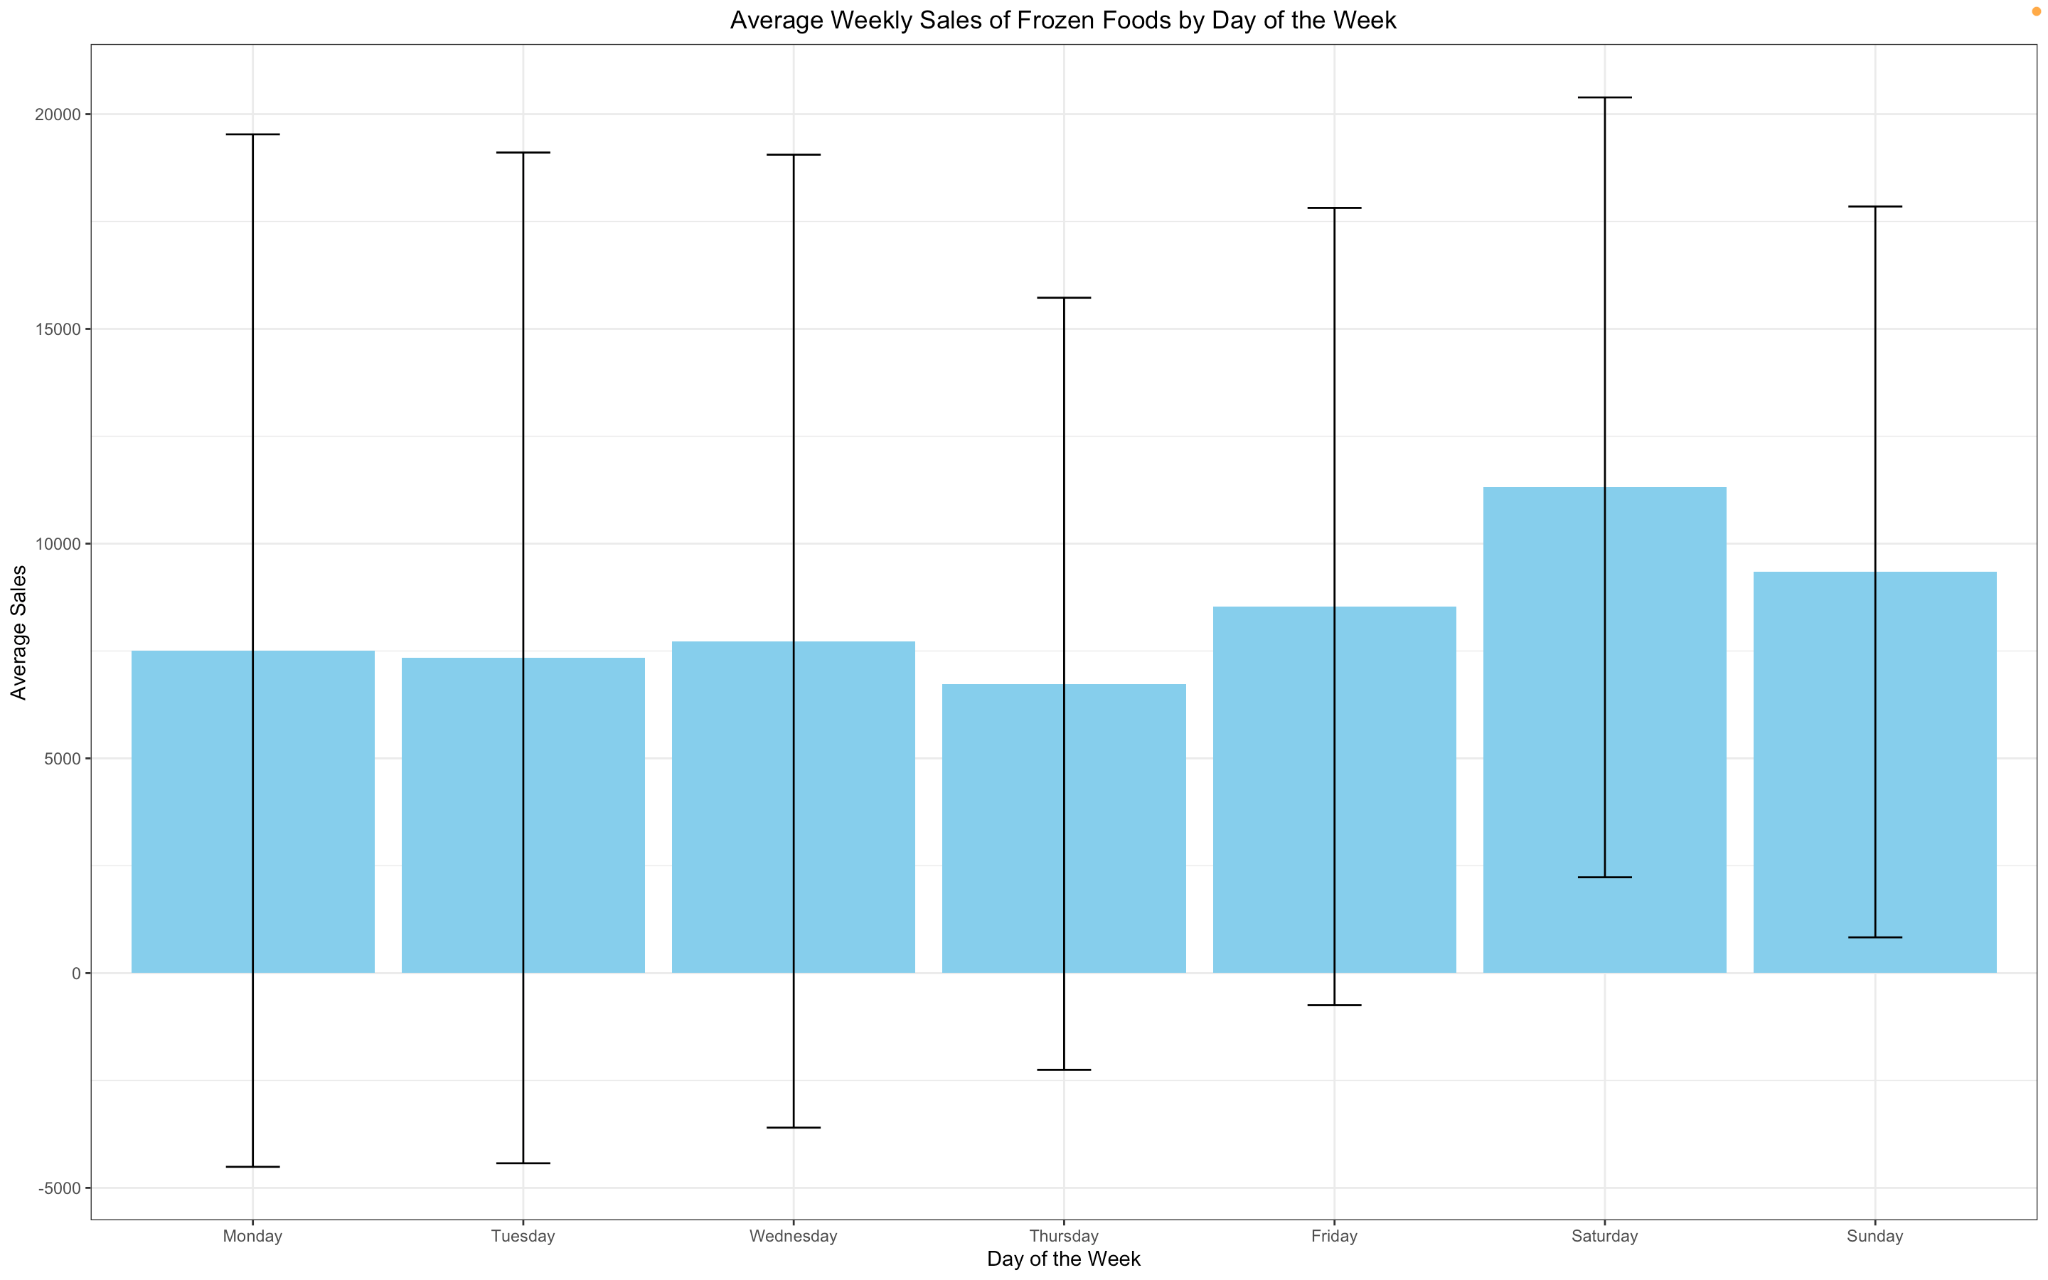 Average Weekly Sales of Frozen Foods by Day of the Week
20000
15000
10000
5000
0
-5000
Average Sales
Monday Tuesday Wednesday Thursday Friday Saturday Sunday
Day of the Week